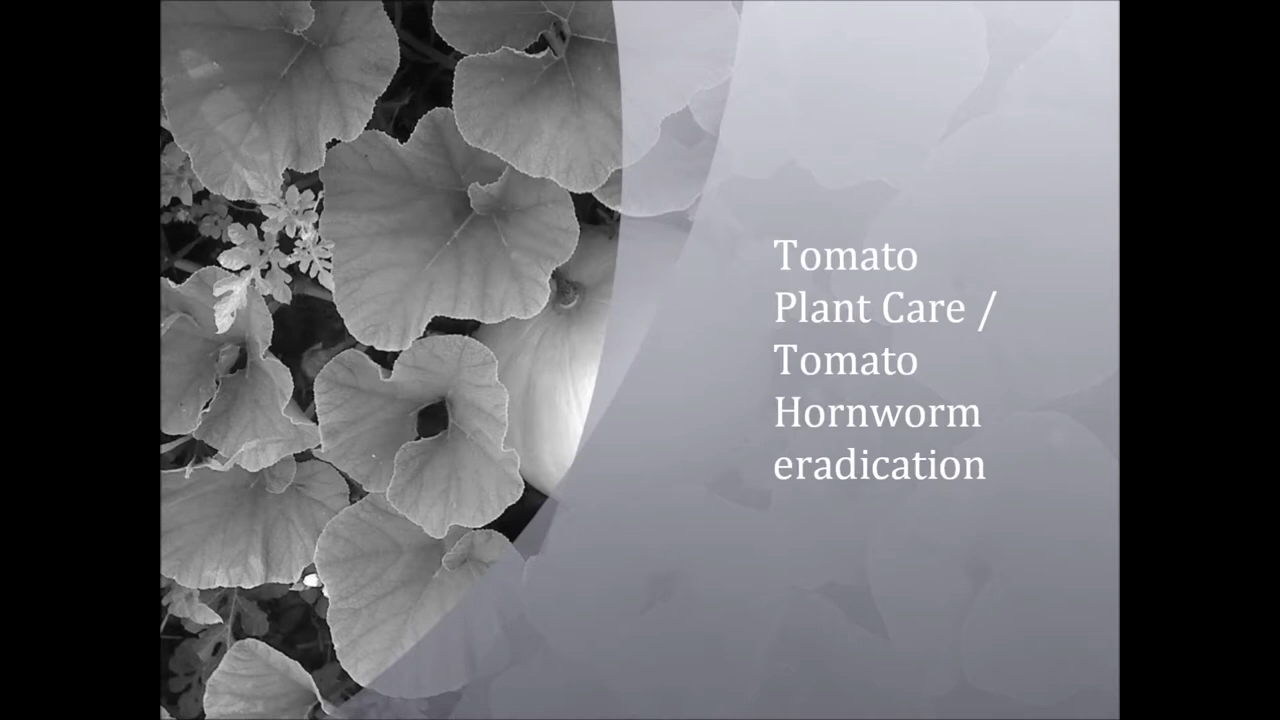 Tomato
Plant Care /
Tomato
Hornworm
eradication